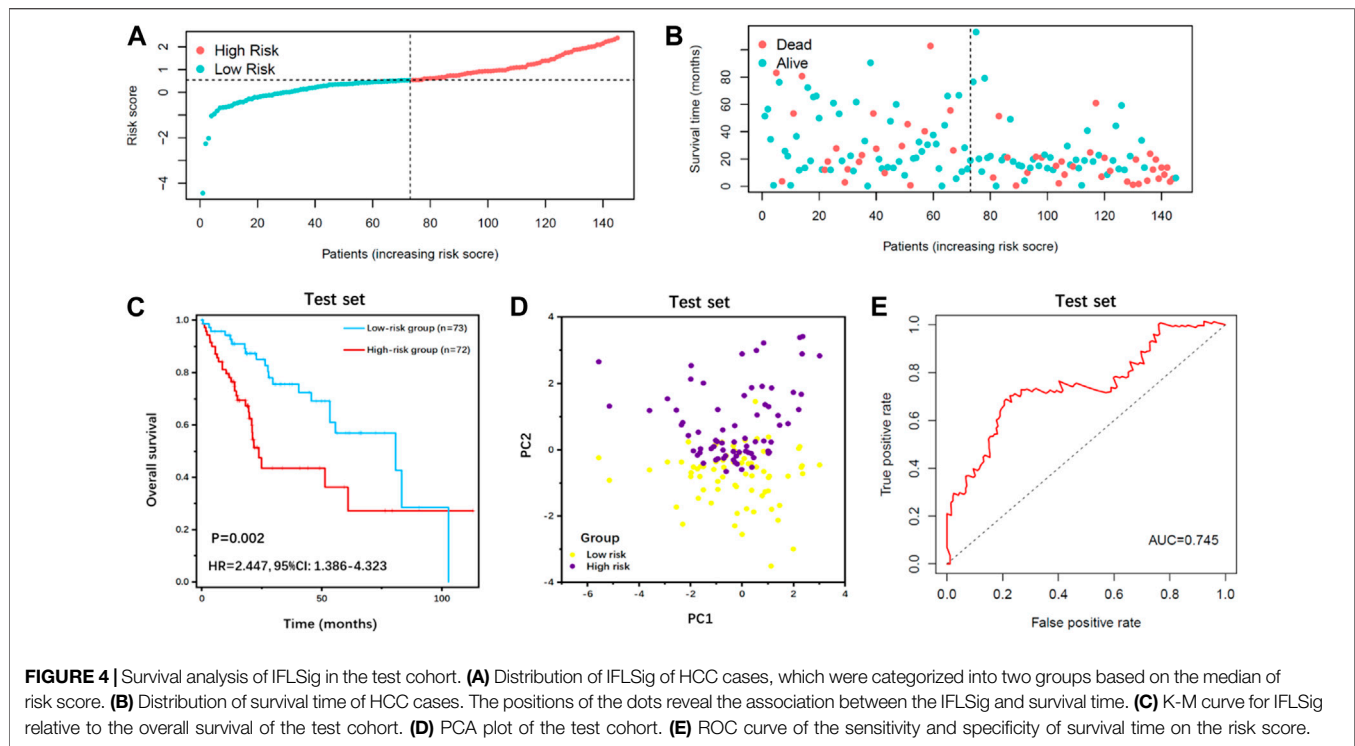 A
High Risk
Low Risk
Risk score
2
1
0
−2
−4
0 20 40 60 80 100 120 140
Patients (increasing risk socre)
B
Dead
Alive
Survival time (months)
80
60
40
20
0
0 20 40 60 80 100 120 140
Patients (increasing risk socre)
C
Test set
Low-risk group (n=73)
High-risk group (n=72)
Overall survival
1.0
0.8
0.6
0.4
0.2
0.0
P=0.002
HR=2.447, 95%CI: 1.386-4.323
0 50 100
Time (months)
D
Test set
PC2
4
2
0
-2
-4
Group
Low risk
High risk
-6 -4 -2 0 2 4
PC1
E
Test set
True positive rate
1.0
0.8
0.6
0.4
0.2
0.0
AUC=0.745
0.0 0.2 0.4 0.6 0.8 1.0
False positive rate
FIGURE 4 | Survival analysis of IFLSig in the test cohort. (A) Distribution of IFLSig of HCC cases, which were categorized into two groups based on the median of
risk score. (B) Distribution of survival time of HCC cases. The positions of the dots reveal the association between the IFLSig and survival time. (C) K-M curve for IFLSig
relative to the overall survival of the test cohort. (D) PCA plot of the test cohort. (E) ROC curve of the sensitivity and specificity of survival time on the risk score.